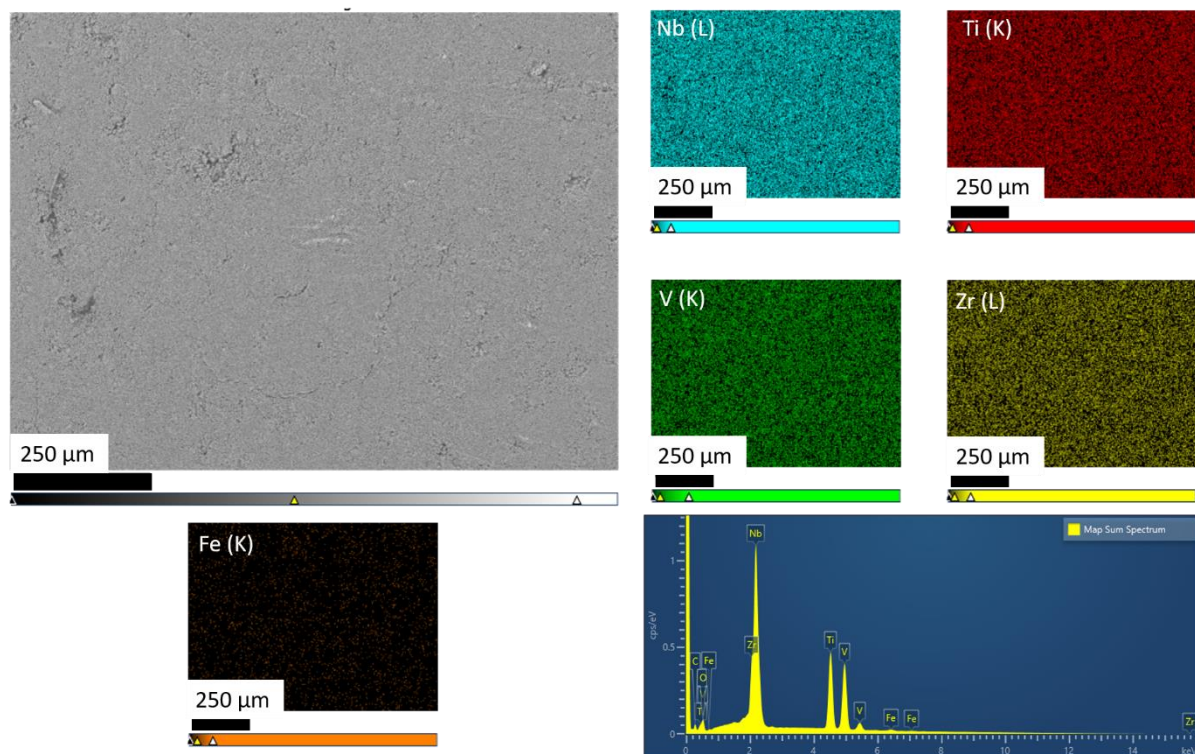 Nb (L)
250 µm
Ti (K)
250 µm
250 µm
V (K)
250 µm
Zr (L)
250 µm
Fe (K)
250 µm
Map Sum Spectrum
cps/eV
1
0.5
0
Nb
Zr
C
Fe
O
Ti
V
V
Fe
Fe
Zr
0
2
4
6
8
10
12
14